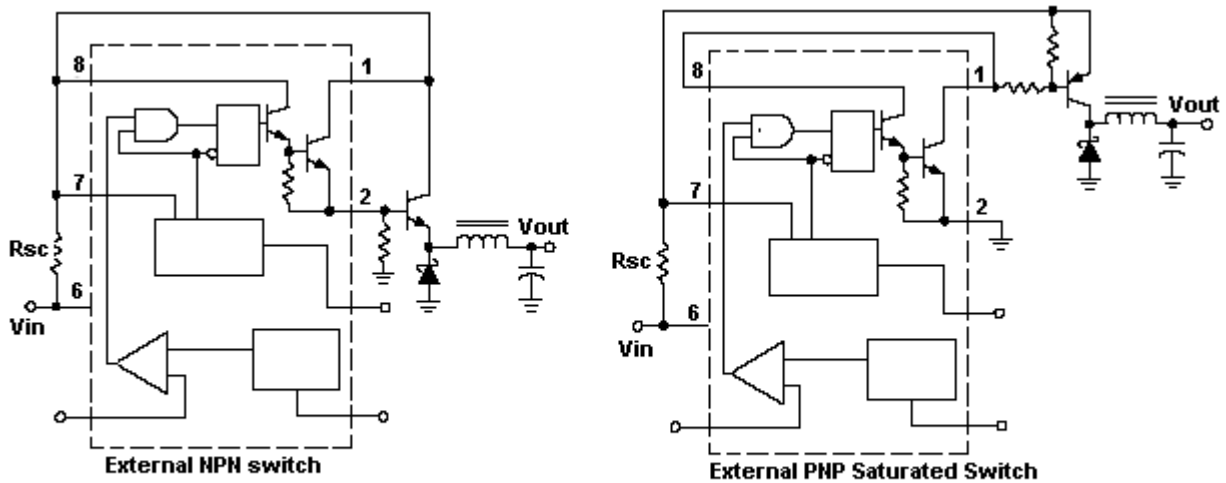 8
1
7
2
Vout
Rsc
6
Vin
External NPN switch
8
1
Vout
7
2
Rsc
6
Vin
External PNP Saturated Switch